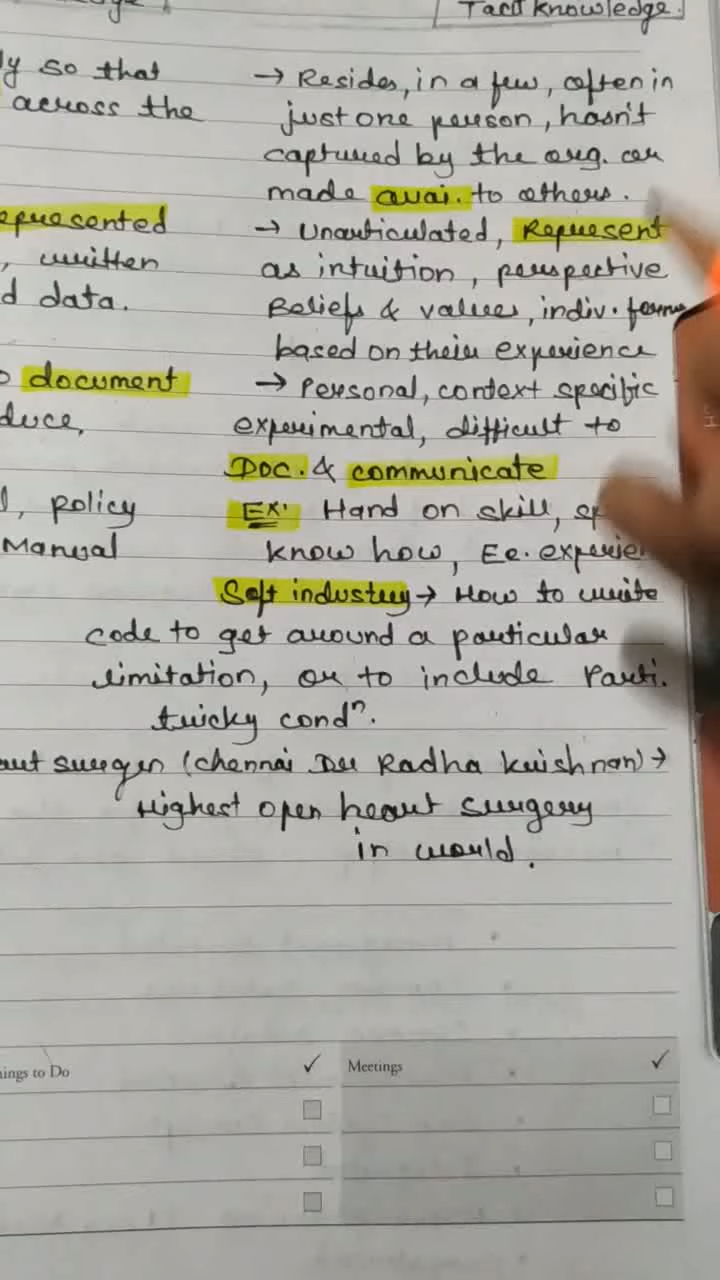 Tacit knowledge.
y so that
across the
→ Resides, in a few, often in
just one person, hasn't
captured by the org. or
made avai. to others.
epresented
, written
d data.
→ Unarticulated, Represent
as intuition, perspective
Beliefs & values, indiv. forms
based on their experience
o document
duce,
→ Personal, context specific
experimental, difficult to
Doc. & communicate
l, policy
Manual
Ex' Hand on skill,
know how, Ee. experien
Soft industry → How to write
code to get around a particular
limitation, or to include Parti.
tricky condⁿ.
art surgen (chennai Dr Radha Krishnan) →
Highest open heart surgery
in world.
ings to Do ✓
Meetings ✓